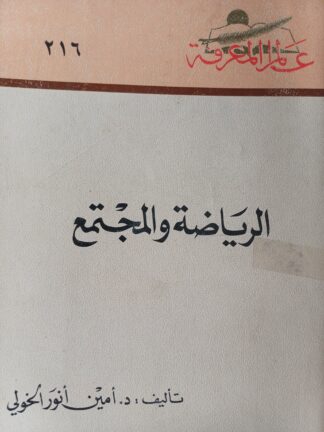 عالم المعرفة
٢١٦
الرياضة والمجتمع
تأليف: د. أمين أنور الخولي